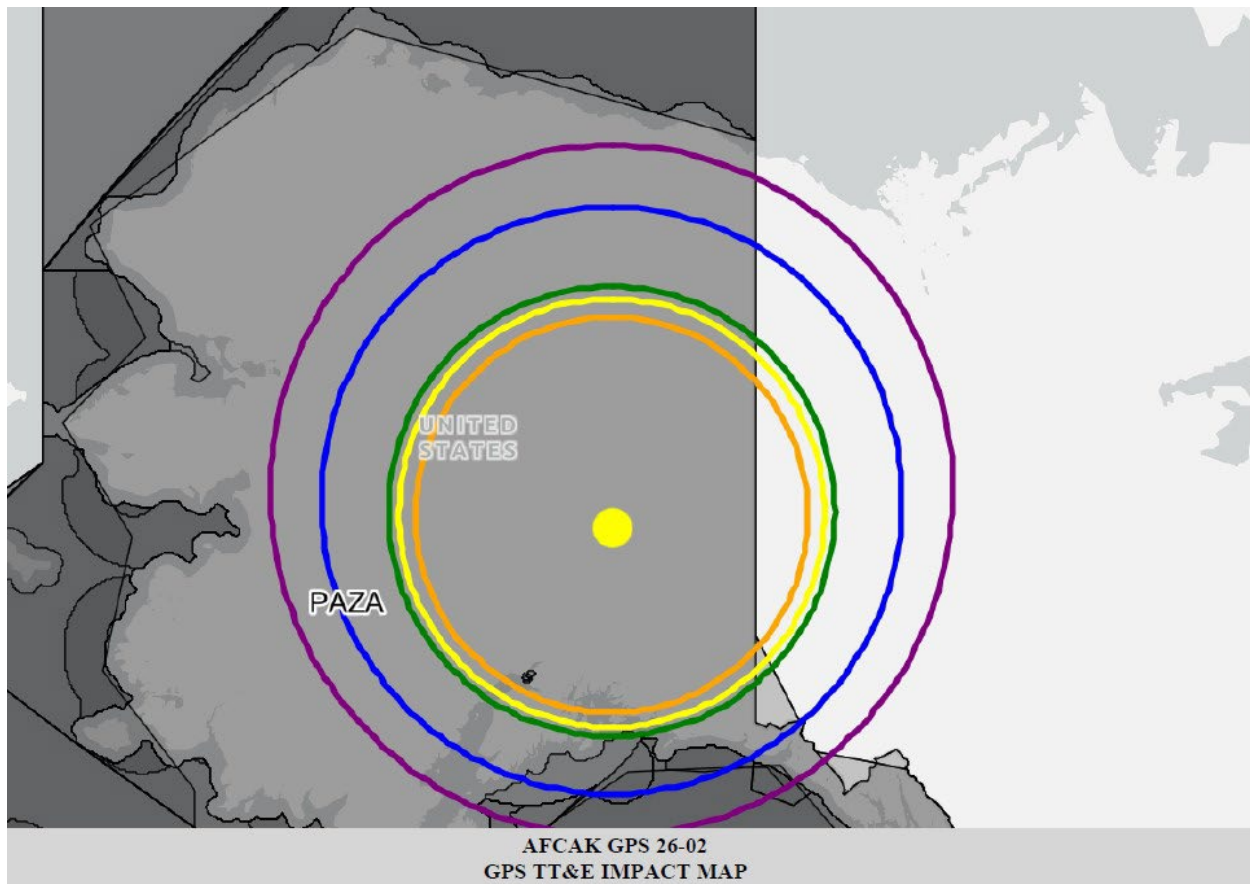 UNITED
STATES
PAZA
AFCAK GPS 26-02
GPS TT&E IMPACT MAP